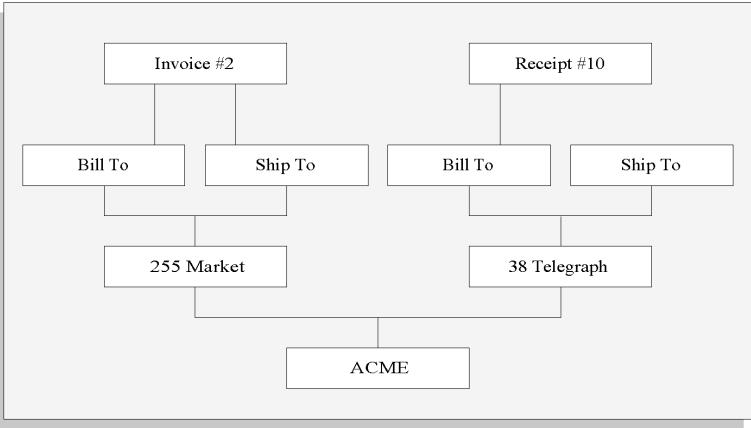 Invoice #2
Receipt #10
Bill To
Ship To
Bill To
Ship To
255 Market
38 Telegraph
ACME